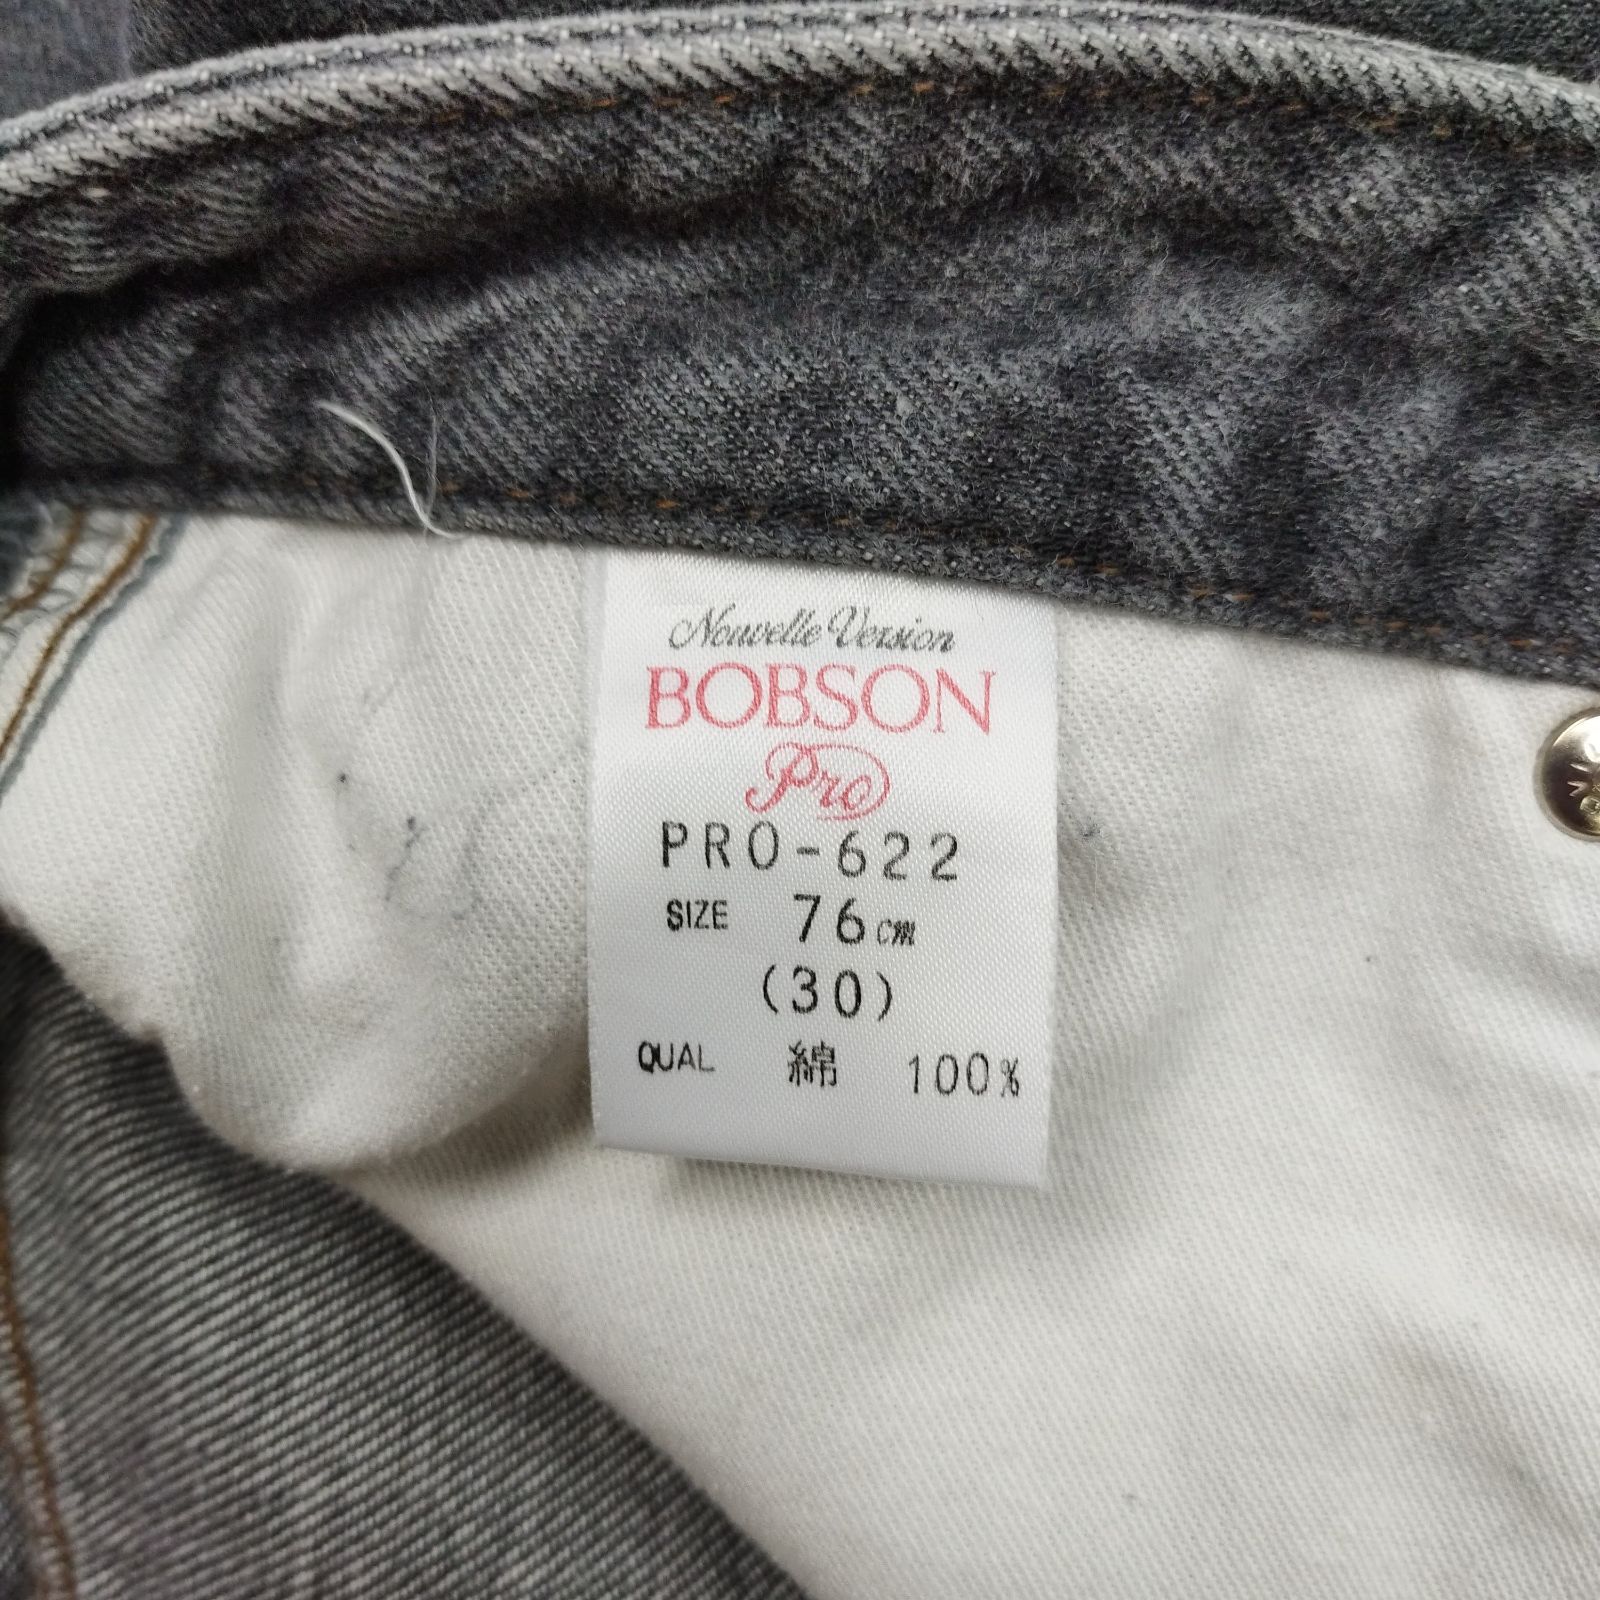 Nouvelle Version
BOBSON
Pro
PRO-622
SIZE 76cm
(30)
QUAL 綿 100%